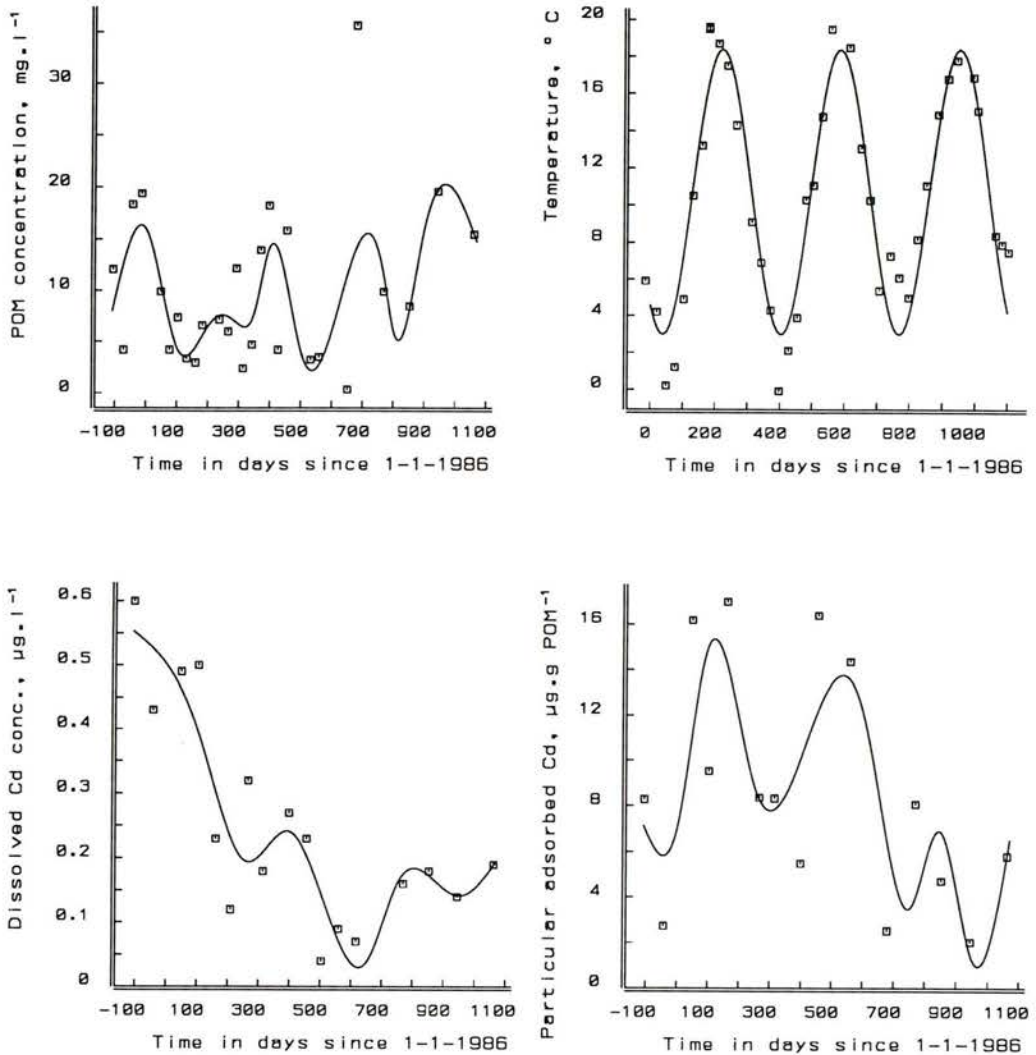 POM concentration, mg.l⁻¹
30
20
10
0
-100 100 300 500 700 900 1100
Time in days since 1-1-1986
Temperature, ° C
20
16
12
8
4
0
0 200 400 600 800 1000
Time in days since 1-1-1986
Dissolved Cd conc., µg.l⁻¹
0.6
0.5
0.4
0.3
0.2
0.1
0
-100 100 300 500 700 900 1100
Time in days since 1-1-1986
Particular adsorbed Cd, µg.g POM⁻¹
16
12
8
4
0
-100 100 300 500 700 900 1100
Time in days since 1-1-1986